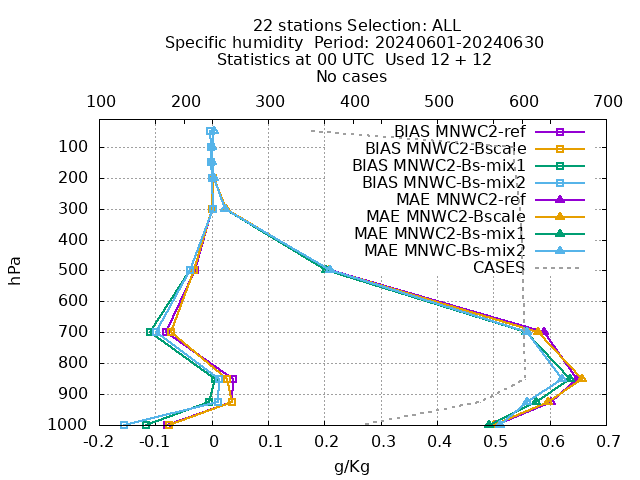 22 stations Selection: ALL
Specific humidity  Period: 20240601-20240630
Statistics at 00 UTC  Used 12 + 12
No cases
100 200 300 400 500 600 700
BIAS MNWC2-ref
BIAS MNWC2-Bscale
BIAS MNWC2-Bs-mix1
BIAS MNWC-Bs-mix2
MAE MNWC2-ref
MAE MNWC2-Bscale
MAE MNWC2-Bs-mix1
MAE MNWC-Bs-mix2
CASES
hPa
100
200
300
400
500
600
700
800
900
1000
-0.2 -0.1 0 0.1 0.2 0.3 0.4 0.5 0.6 0.7
g/Kg